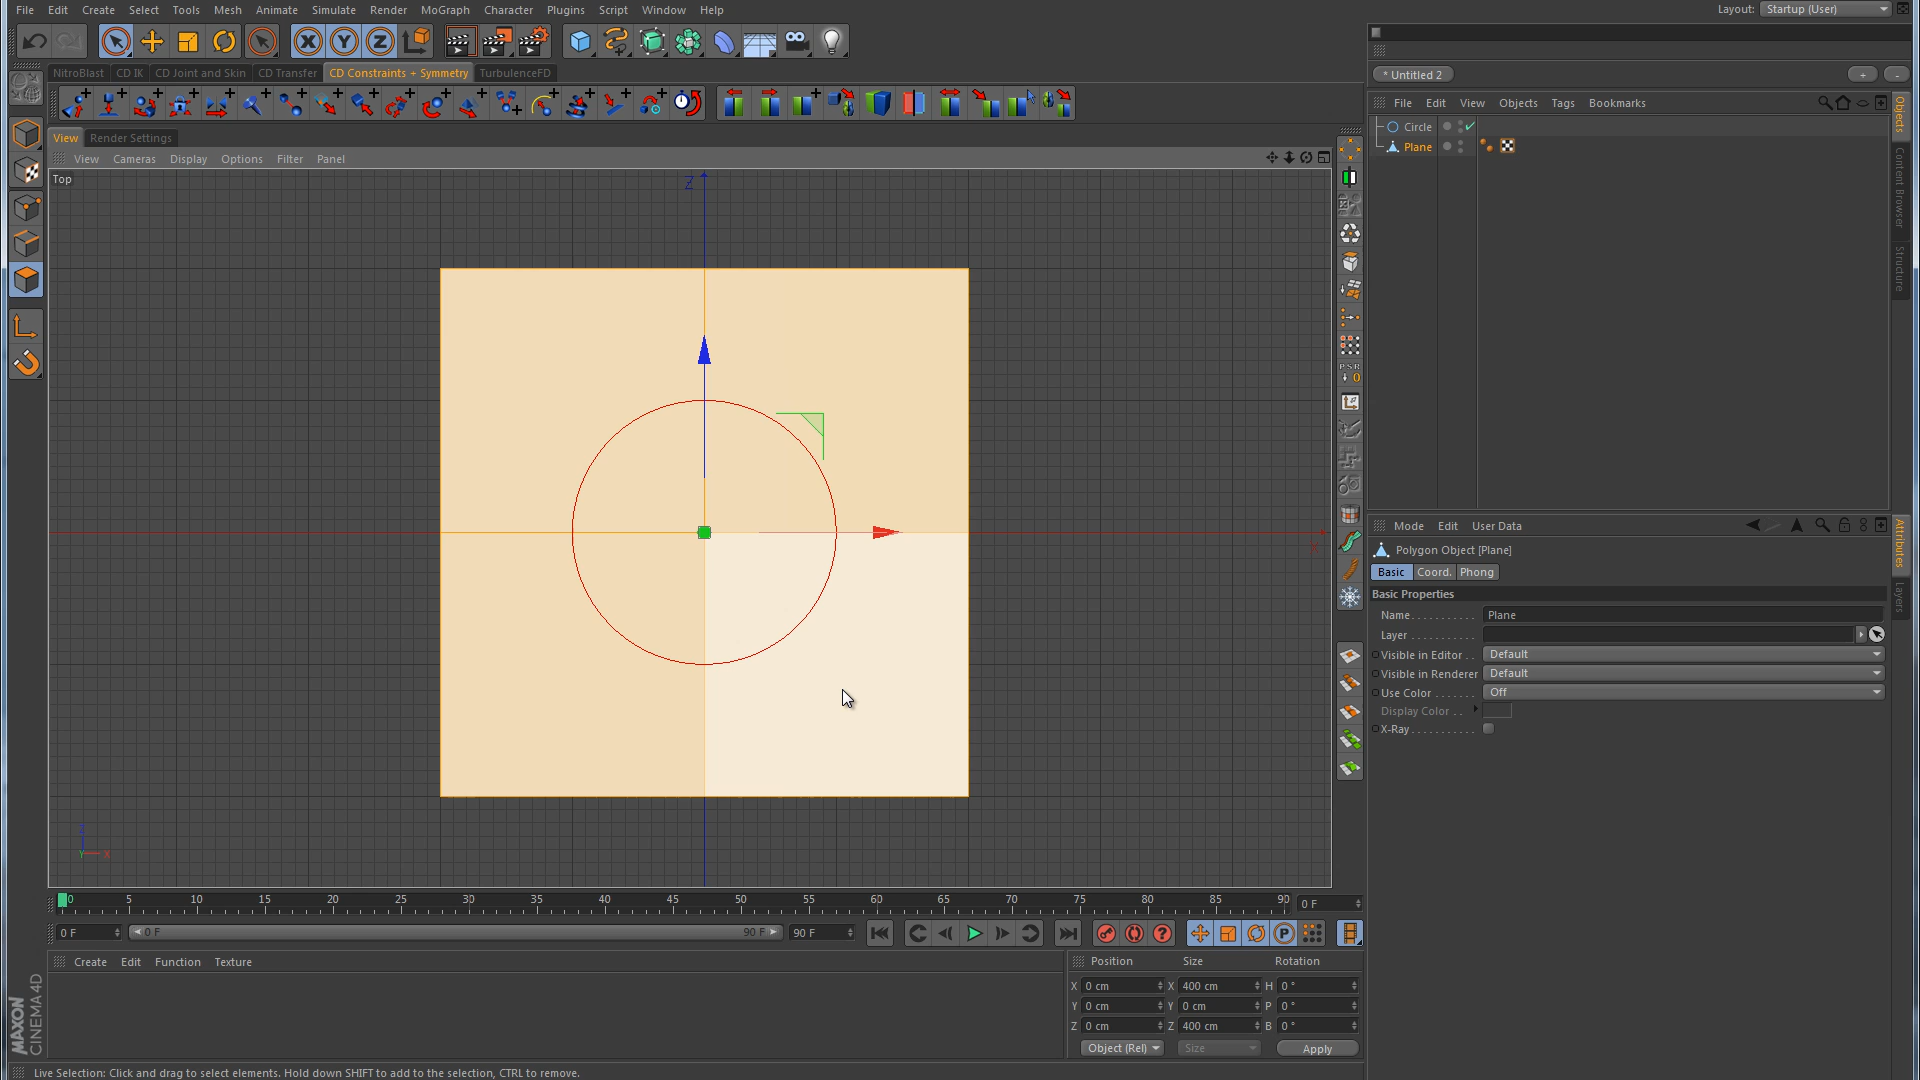 File Edit Create Select Tools Mesh Animate Simulate Render MoGraph Character Plugins Script Window Help
Layout: Startup (User)
X Y Z
NitroBlast CD IK CD Joint and Skin CD Transfer CD Constraints + Symmetry TurbulenceFD
* Untitled 2
+ -
File Edit View Objects Tags Bookmarks
Objects
Content Browser
Structure
Circle
Plane
View Render Settings
View Cameras Display Options Filter Panel
Top
Z
PSR
0
Z
Y X
Mode Edit User Data
Attributes
Layers
Polygon Object [Plane]
Basic Coord. Phong
Basic Properties
Name . . . . . . . . . . . Plane
Layer . . . . . . . . . . .
Visible in Editor . . Default
Visible in Renderer Default
Use Color . . . . . . . Off
Display Color . .
X-Ray . . . . . . . . . . .
0 5 10 15 20 25 30 35 40 45 50 55 60 65 70 75 80 85 90 0 F
0 F 0 F 90 F 90 F P
Create Edit Function Texture
Position Size Rotation
X 0 cm X 400 cm H 0 °
Y 0 cm Y 0 cm P 0 °
Z 0 cm Z 400 cm B 0 °
Object (Rel) Size Apply
MAXON
CINEMA 4D
Live Selection: Click and drag to select elements. Hold down SHIFT to add to the selection, CTRL to remove.